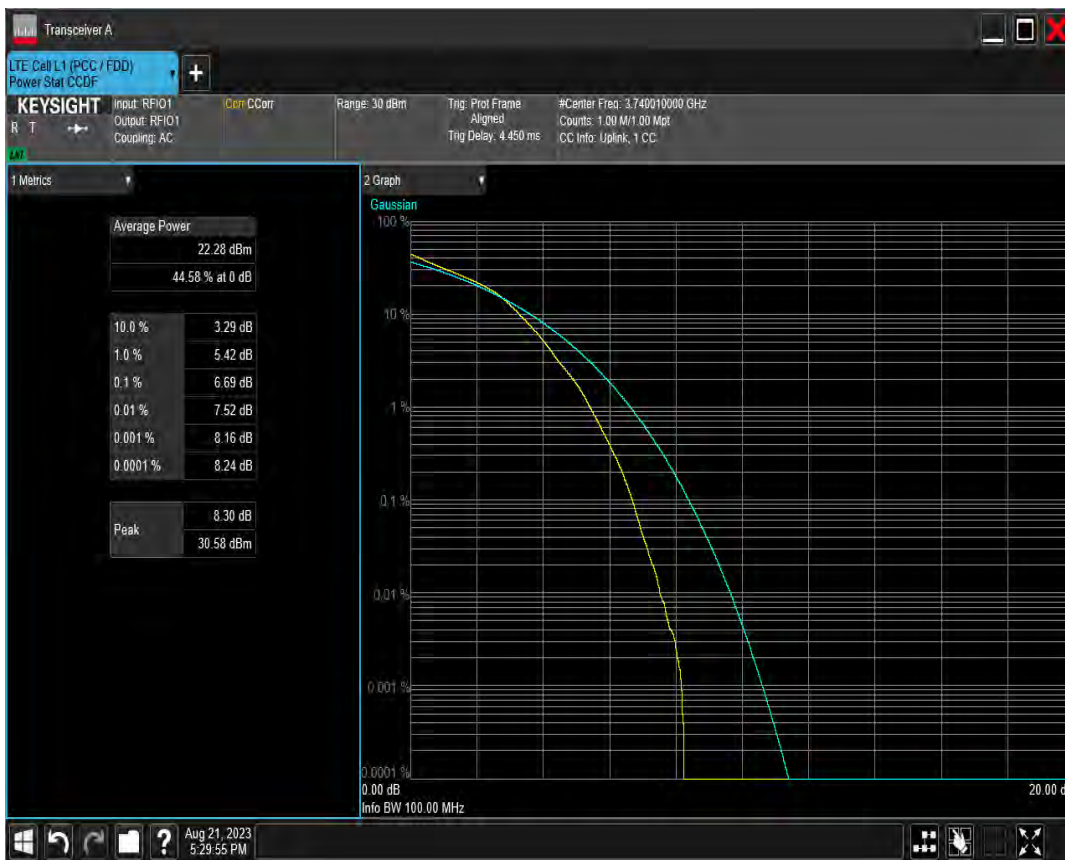 Transceiver A
LTE Cell L1 (PCC / FDD)
Power Stat CCDF
+
KEYSIGHT
R T
LNI
Input: RFIO1
Output: RFIO1
Coupling: AC
Corr CCorr
Range: 30 dBm
Trig: Prot Frame
Aligned
Trig Delay: 4.450 ms
#Center Freq: 3.740010000 GHz
Counts: 1.00 M/1.00 Mpt
CC Info: Uplink, 1 CC
1 Metrics
Average Power
22.28 dBm
44.58 % at 0 dB
10.0 % 3.29 dB
1.0 % 5.42 dB
0.1 % 6.69 dB
0.01 % 7.52 dB
0.001 % 8.16 dB
0.0001 % 8.24 dB
Peak
8.30 dB
30.58 dBm
2 Graph
Gaussian
100 %
10 %
1 %
0.1 %
0.01 %
0.001 %
0.0001 %
0.00 dB
20.00 d
Info BW 100.00 MHz
?
Aug 21, 2023
5:29:55 PM